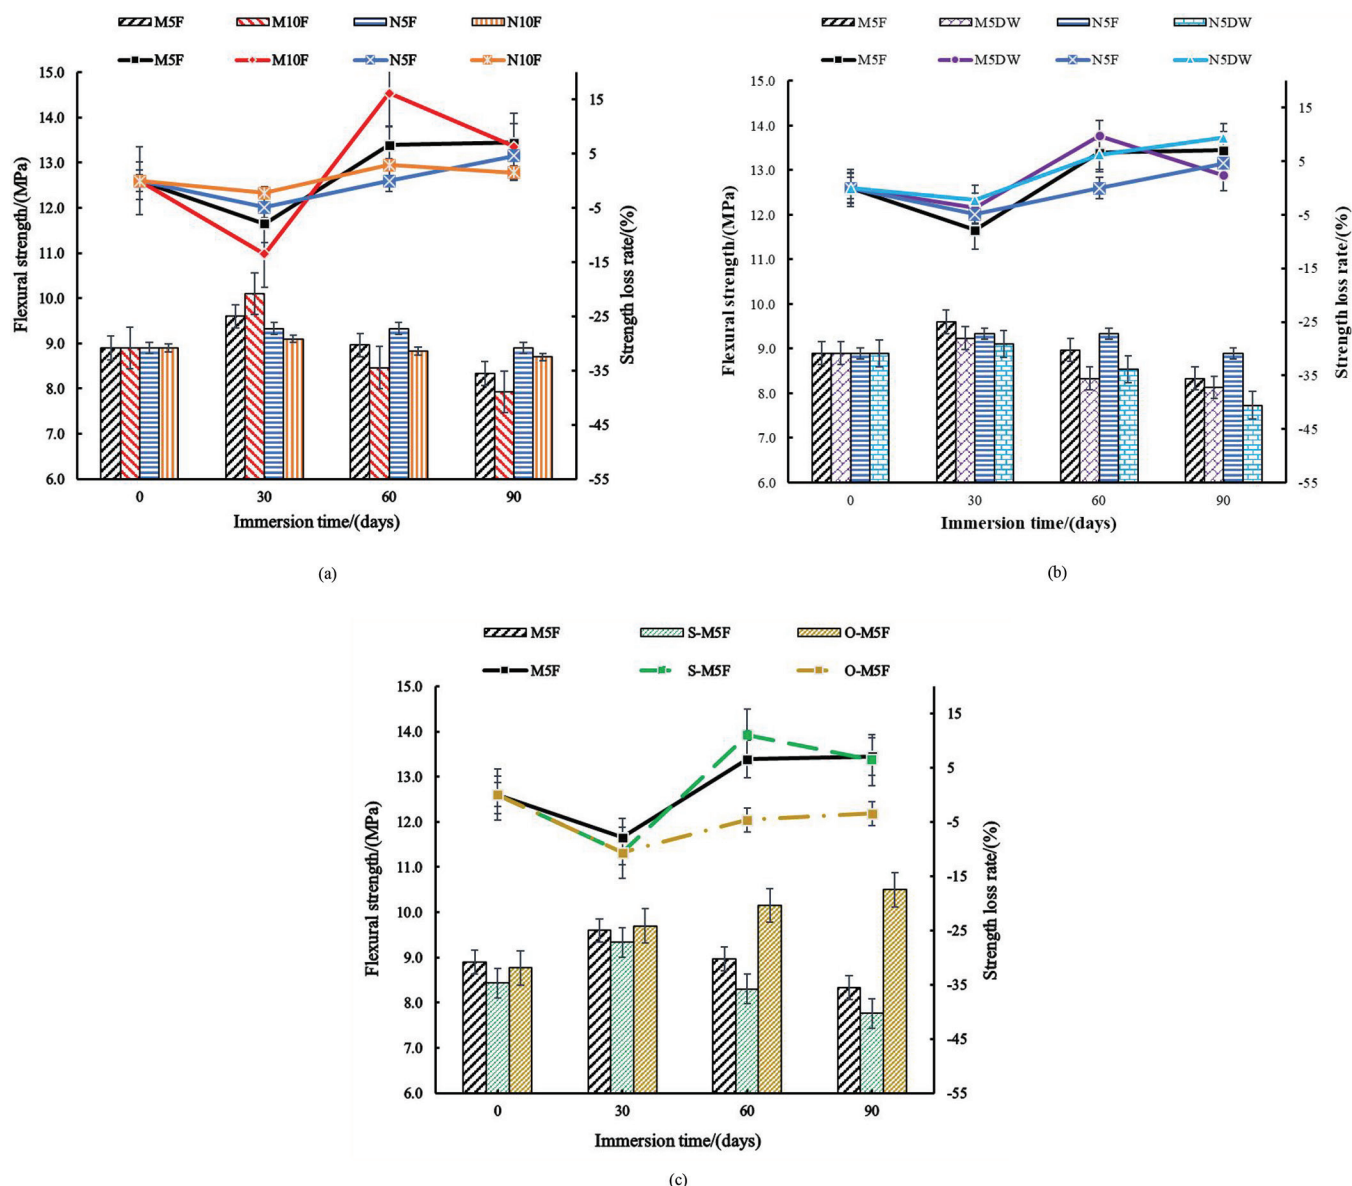 M5F M10F N5F N10F
M5F M10F N5F N10F
15.0
14.0
13.0
12.0
11.0
10.0
9.0
8.0
7.0
6.0
Flexural strength/(MPa)
15
5
-5
-15
-25
-35
-45
-55
Strength loss rate/(%)
0 30 60 90
Immersion time/(days)
(a)
M5F M5DW N5F N5DW
M5F M5DW N5F N5DW
15.0
14.0
13.0
12.0
11.0
10.0
9.0
8.0
7.0
6.0
Flexural strength/(MPa)
15
5
-5
-15
-25
-35
-45
-55
Strength loss rate/(%)
0 30 60 90
Immersion time/(days)
(b)
M5F S-M5F O-M5F
M5F S-M5F O-M5F
15.0
14.0
13.0
12.0
11.0
10.0
9.0
8.0
7.0
6.0
Flexural strength/(MPa)
15
5
-5
-15
-25
-35
-45
-55
Strength loss rate/(%)
0 30 60 90
Immersion time/(days)
(c)